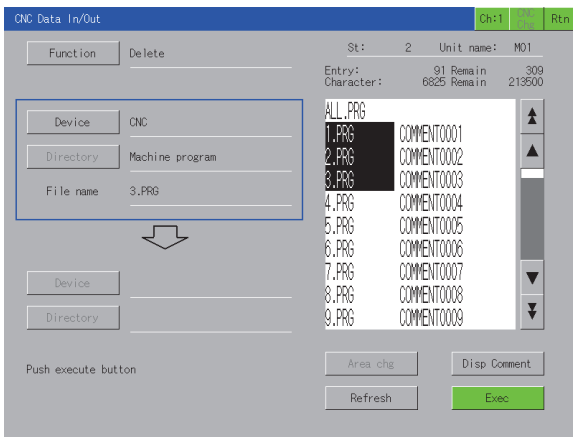 CNC Data In/Out Ch:1 CNC Chg Rtn
Function Delete
St: 2 Unit name: M01
Entry: 91 Remain 309
Character: 6825 Remain 213500
Device CNC
Directory Machine program
File name 3.PRG
Device
Directory
Push execute button
ALL.PRG
1.PRG COMMENT0001
2.PRG COMMENT0002
3.PRG COMMENT0003
4.PRG COMMENT0004
5.PRG COMMENT0005
6.PRG COMMENT0006
7.PRG COMMENT0007
8.PRG COMMENT0008
9.PRG COMMENT0009
Area chg Disp Comment
Refresh Exec